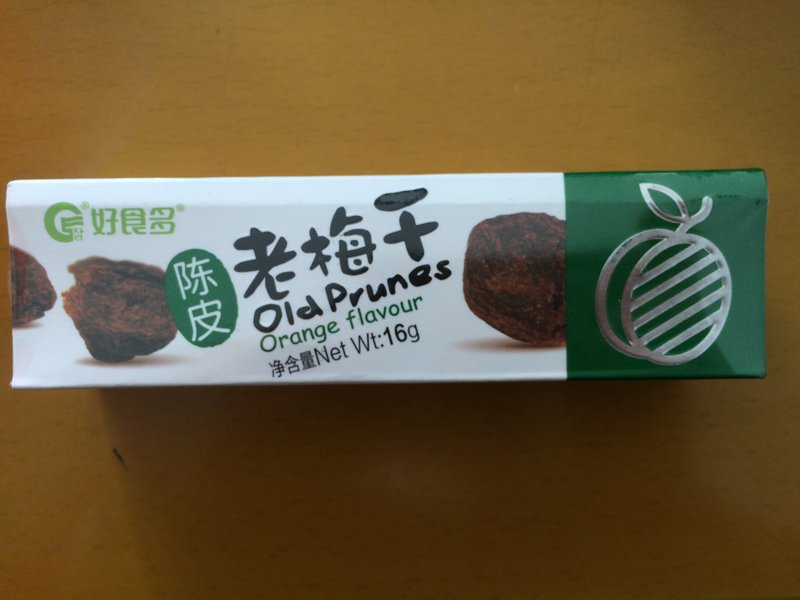 好食多
陈皮
老梅干
Old Prunes
Orange flavour
净含量Net Wt:16g